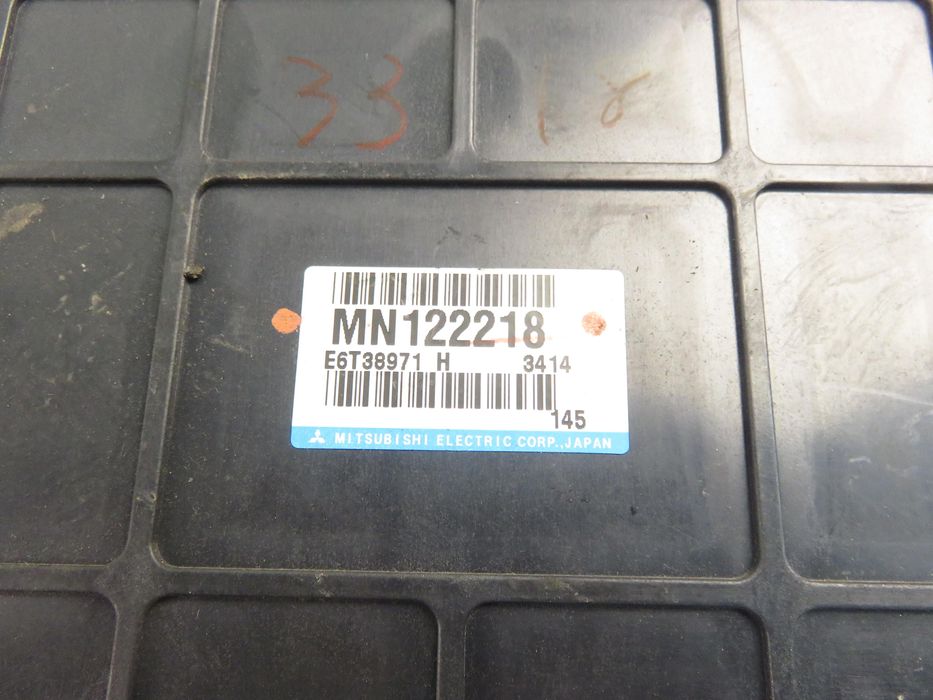 33 18
MN122218
E6T38971 H 3414
145
MITSUBISHI ELECTRIC CORP.,JAPAN